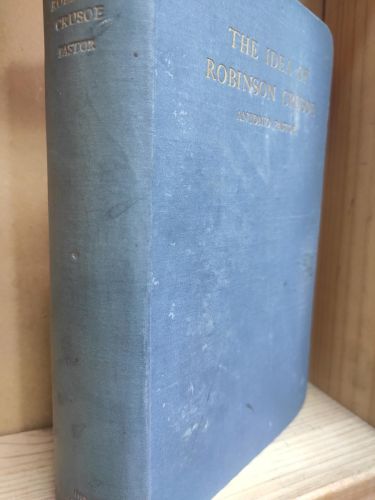 CRUSOE
PASTOR
THE IDEA OF
ROBINSON CRUSOE
ANTONIO PASTOR